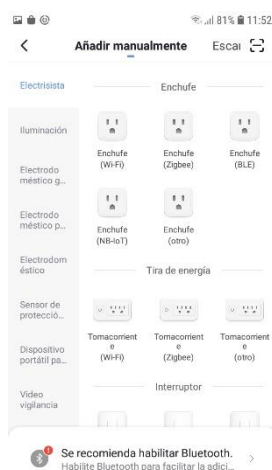 81% 11:52
Añadir manualmente Escar
Electrisista
Enchufe
Iluminación
Enchufe
(Wi-Fi)
Enchufe
(Zigbee)
Enchufe
(BLE)
Electrodo
méstico g...
Electrodo
méstico p...
Enchufe
(NB-IoT)
Enchufe
(otro)
Electrodom
éstico
Tira de energía
Sensor de
protecció...
Tomacorrient
e
(Wi-Fi)
Tomacorrient
e
(Zigbee)
Tomacorrient
e
(otro)
Dispositivo
portátil pa...
Interruptor
Video
vigilancia
Se recomienda habilitar Bluetooth.
Habilite Bluetooth para facilitar la adici...